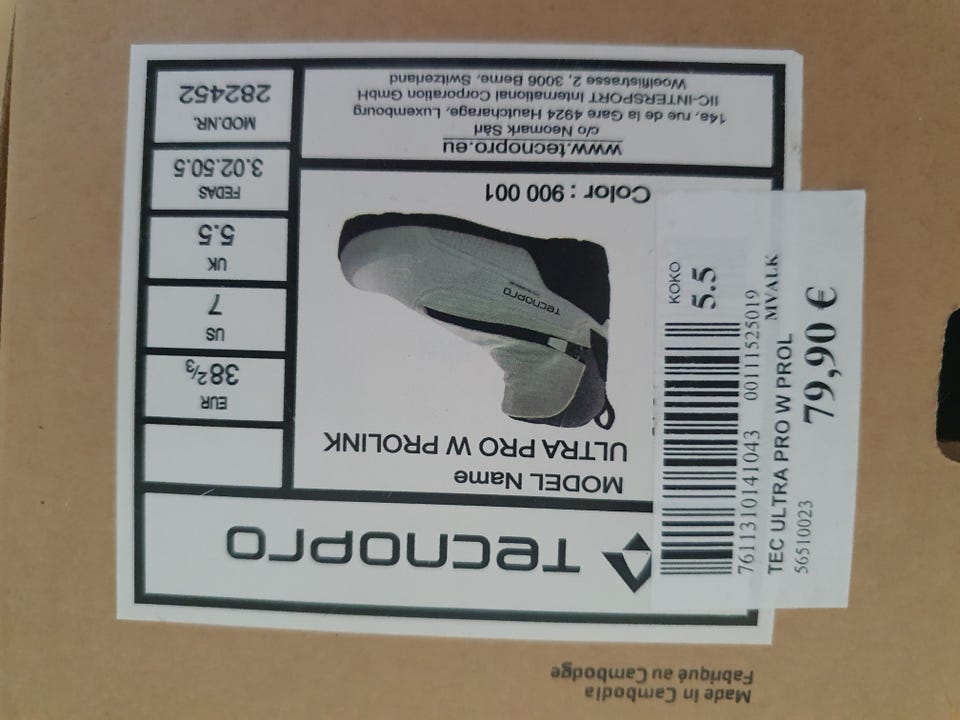 TECNOPRO
MODEL Name
ULTRA PRO W PROLINK
TECNOPRO
Color : 900 001
EUR
38 2/3
US
7
UK
5.5
FEDAS
3.02.50.5
MOD.NR.
282452
www.tecnopro.eu
c/o Neomark Sàrl
14a, rue de la Gare 4924 Hautcharage, Luxembourg
IIC-INTERSPORT International Corporation GmbH
Woelflistrasse 2, 3006 Berne, Switzerland
KOKO
5.5
7611310141043 00111525019
TEC ULTRA PRO W PROL MVALK
56510023
79,90 €
Made in Cambodia
Fabriqué au Cambodge